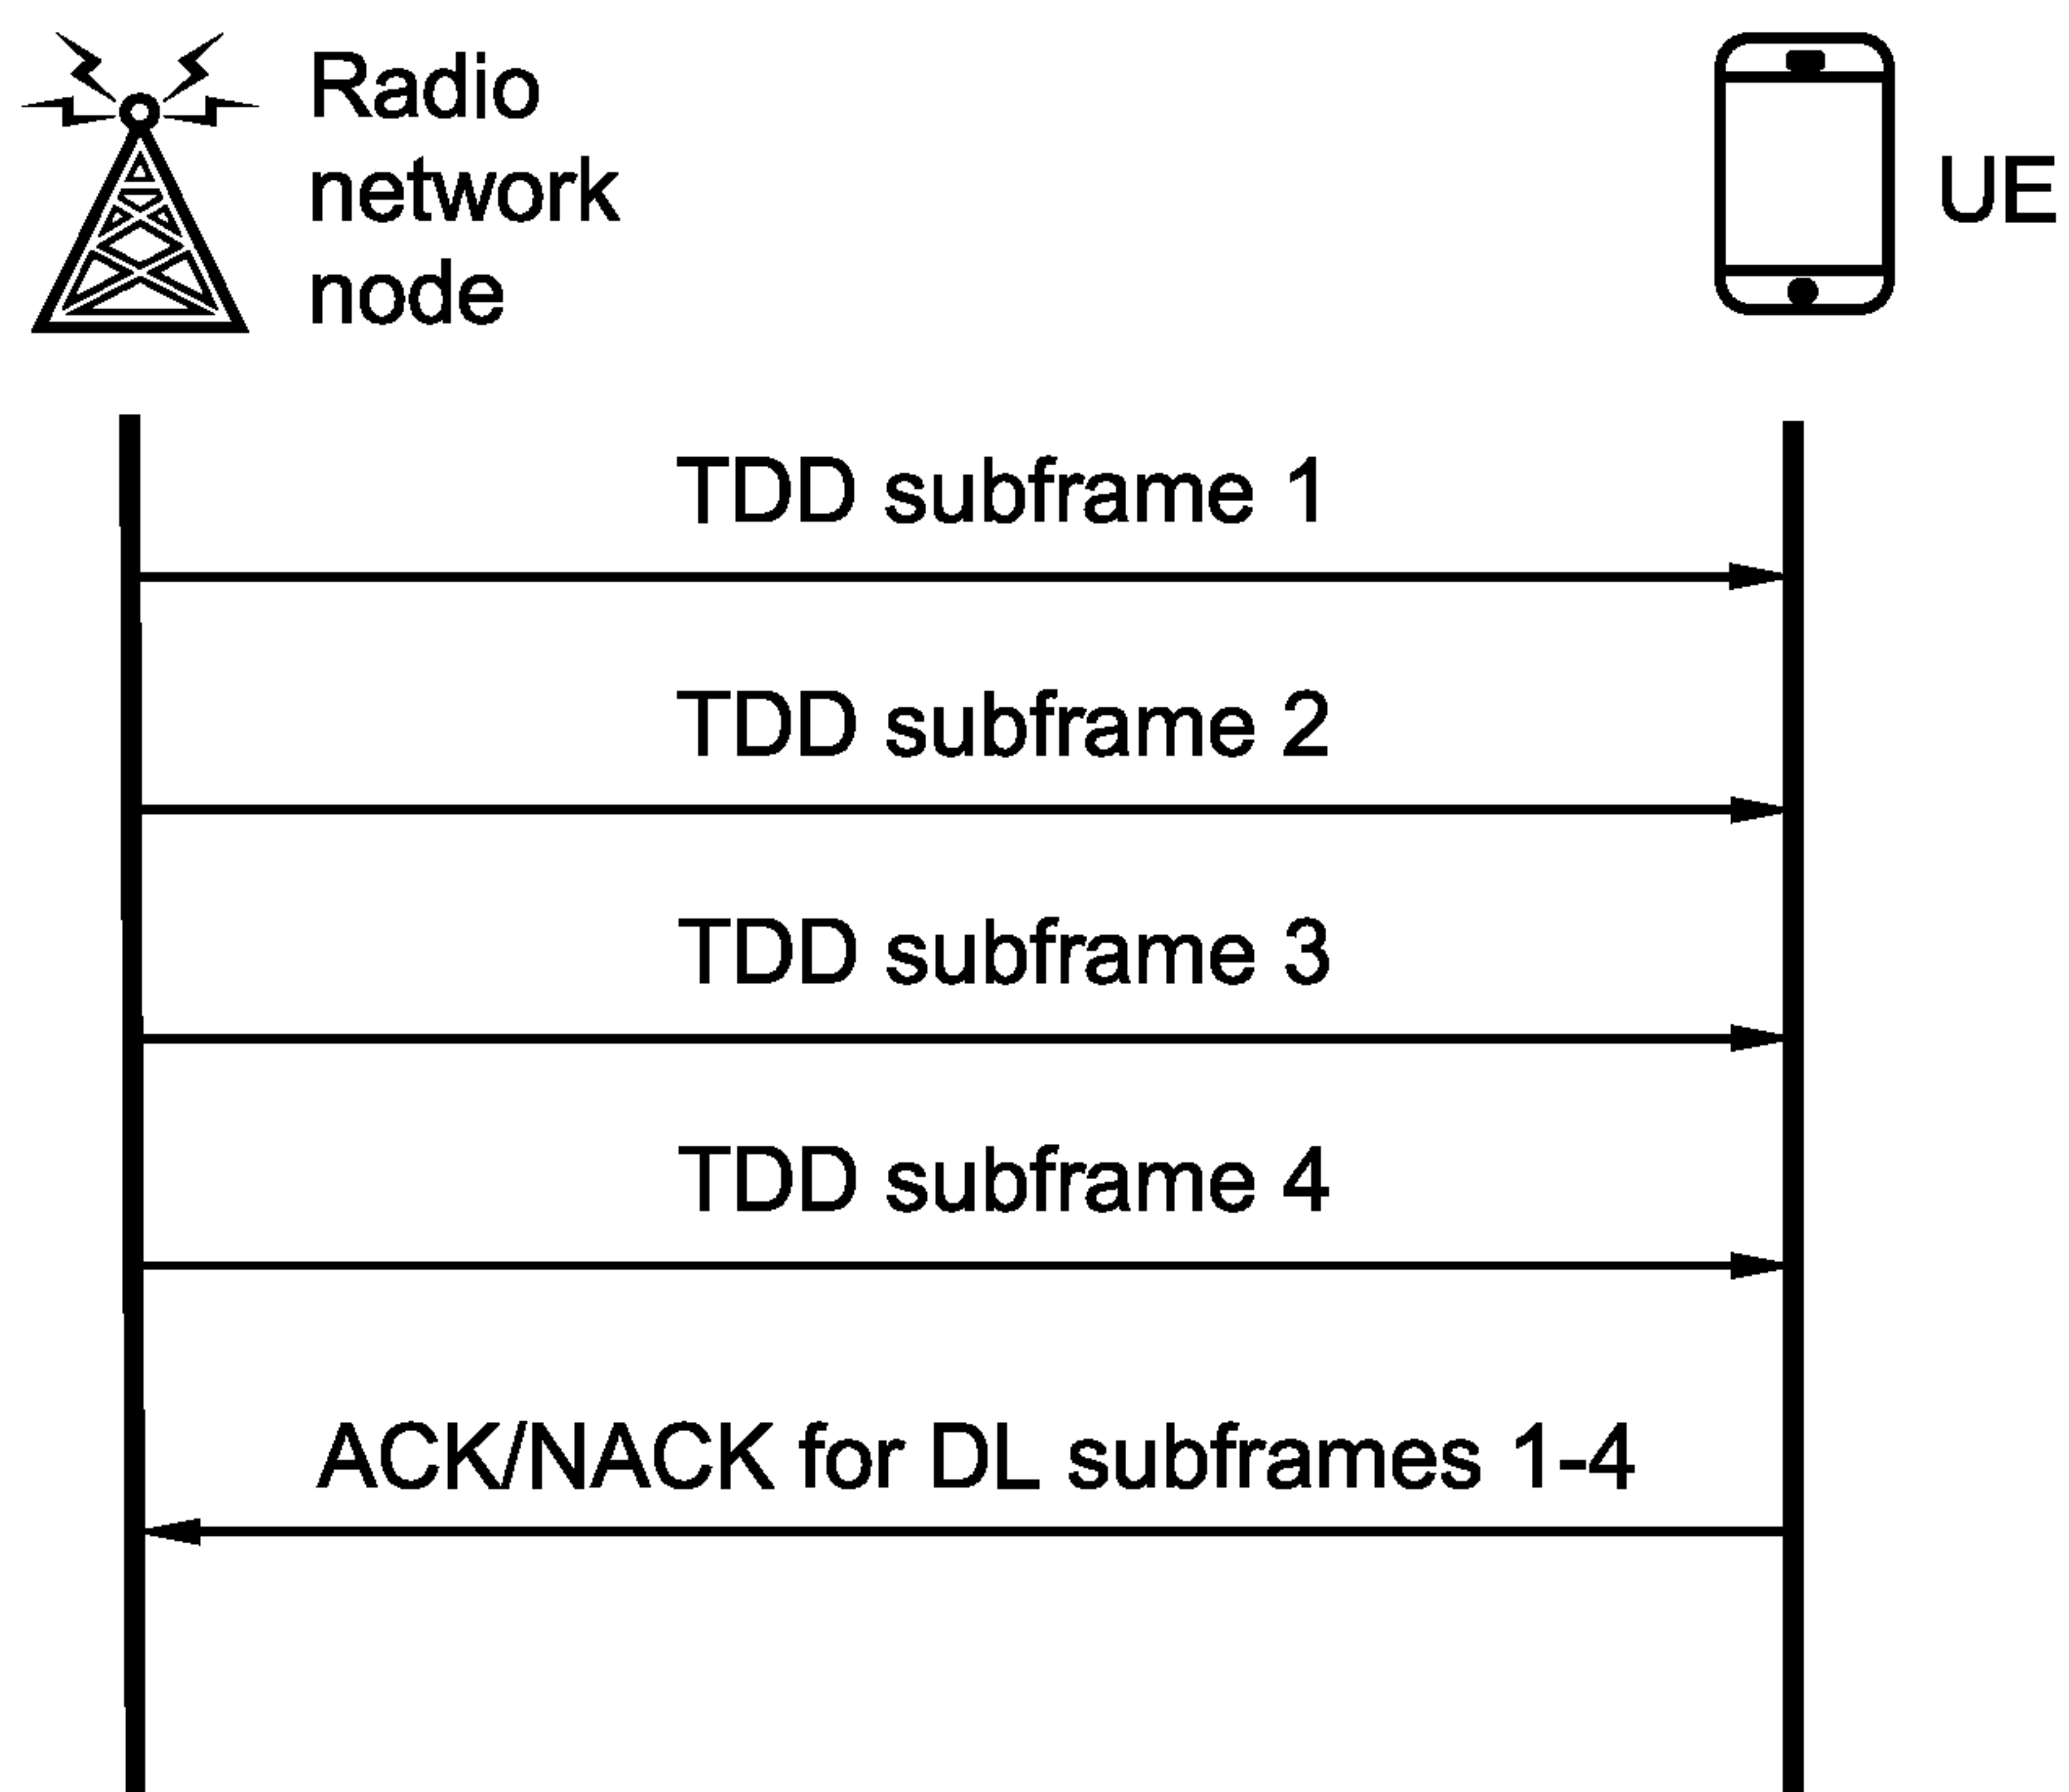 Radio
network
node
UE
TDD subframe 1
TDD subframe 2
TDD subframe 3
TDD subframe 4
ACK/NACK for DL subframes 1-4